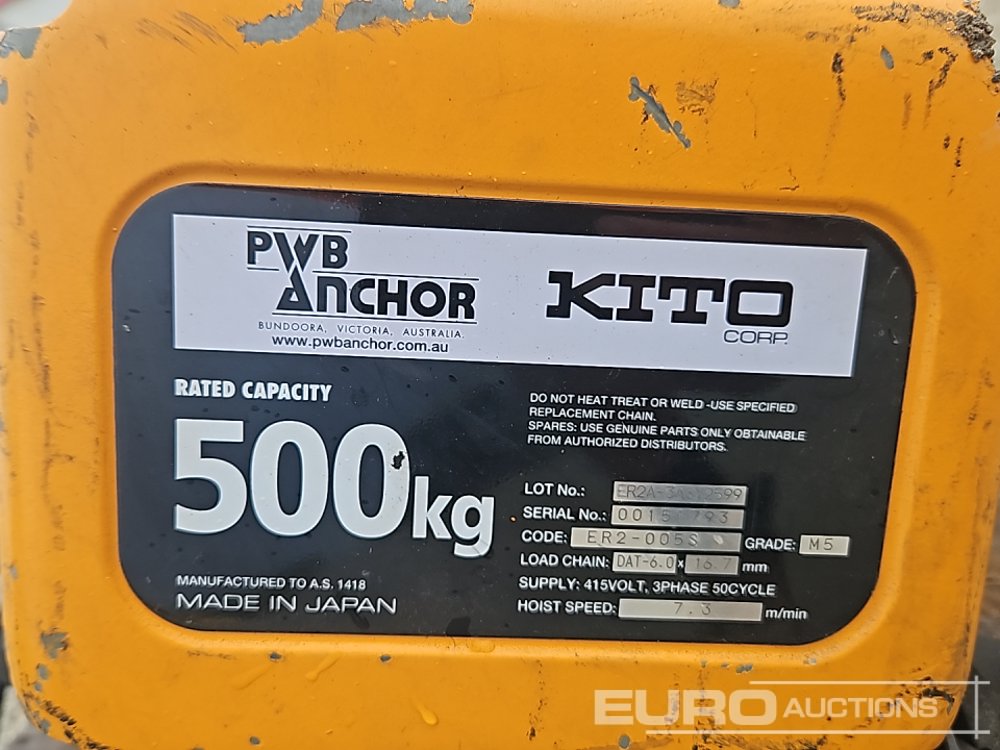 PWB
ANCHOR
BUNDOORA, VICTORIA, AUSTRALIA.
www.pwbanchor.com.au
KITO
CORP.
RATED CAPACITY
500kg
MANUFACTURED TO A.S. 1418
MADE IN JAPAN
DO NOT HEAT TREAT OR WELD -USE SPECIFIED
REPLACEMENT CHAIN.
SPARES: USE GENUINE PARTS ONLY OBTAINABLE
FROM AUTHORIZED DISTRIBUTORS.
LOT No.:
SERIAL No.:
CODE: ER2-005S GRADE: M5
LOAD CHAIN: DAT-6.0 x 16.7 mm
SUPPLY: 415VOLT, 3PHASE 50CYCLE
HOIST SPEED: 7.3 m/min
EURO AUCTIONS